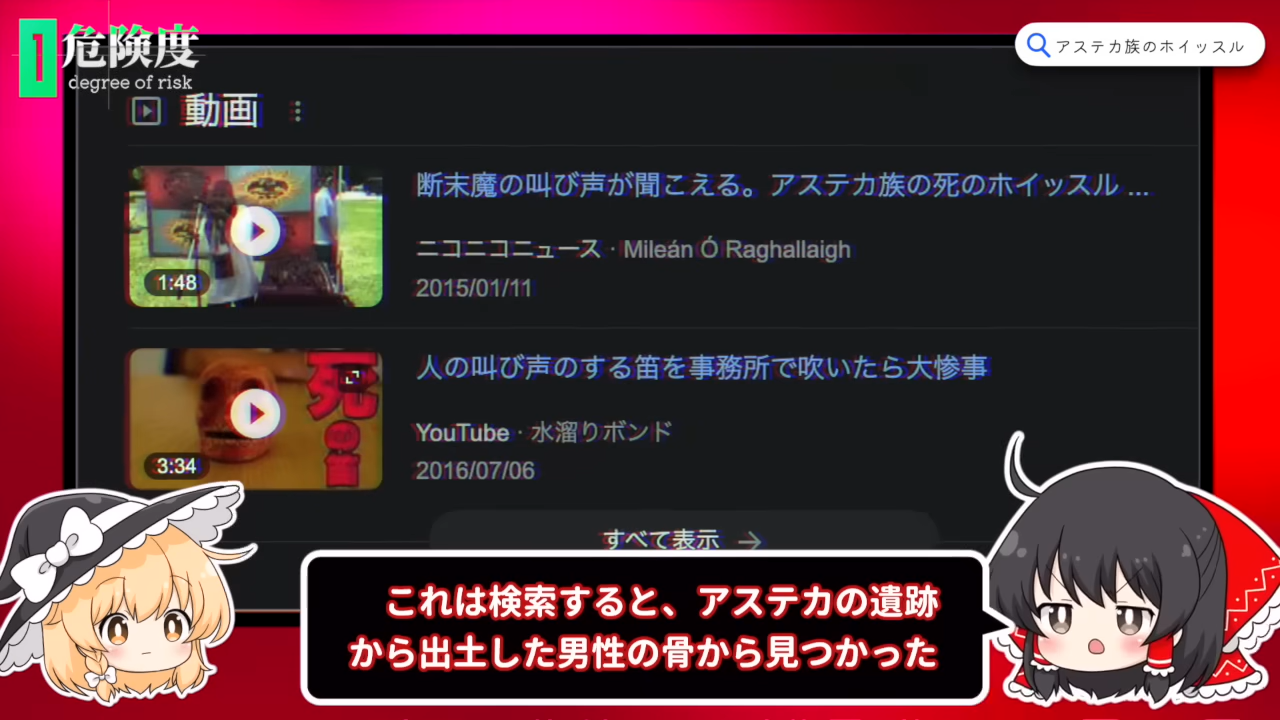 1
危険度
degree of risk
アステカ族のホイッスル
動画
断末魔の叫び声が聞こえる。アステカ族の死のホイッスル ...
ニコニコニュース · Mileán Ó Raghallaigh
2015/01/11
1:48
人の叫び声のする笛を事務所で吹いたら大惨事
YouTube · 水溜りボンド
2016/07/06
死
3:34
すべて表示 →
これは検索すると、アステカの遺跡
から出土した男性の骨から見つかった